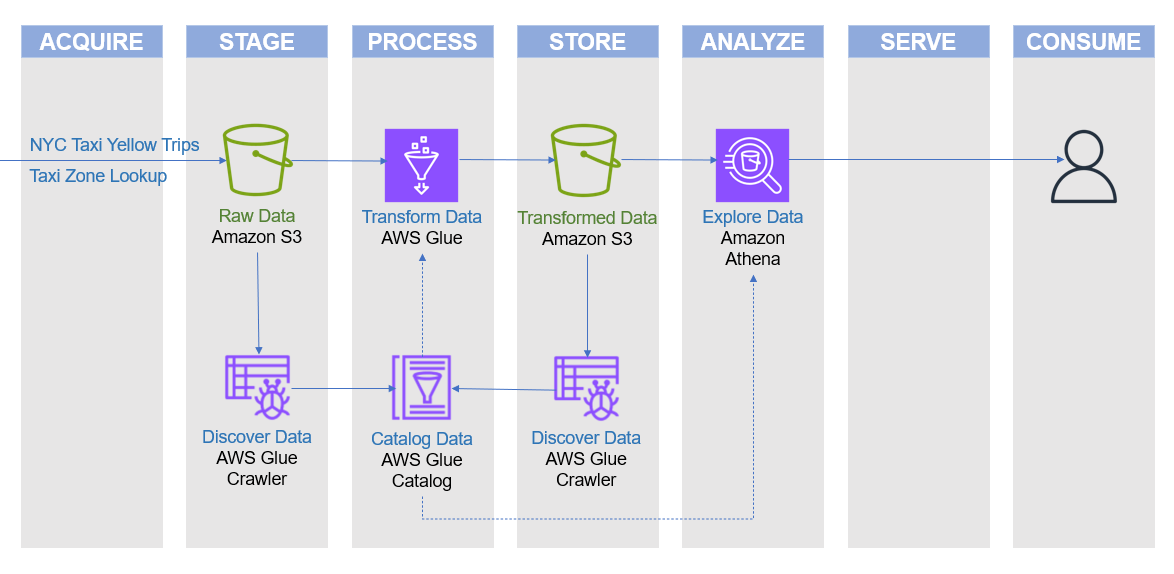 ACQUIRE
STAGE
PROCESS
STORE
ANALYZE
SERVE
CONSUME
NYC Taxi Yellow Trips
Taxi Zone Lookup
Raw Data
Amazon S3
Transform Data
AWS Glue
Transformed Data
Amazon S3
Explore Data
Amazon
Athena
Discover Data
AWS Glue
Crawler
Catalog Data
AWS Glue
Catalog
Discover Data
AWS Glue
Crawler